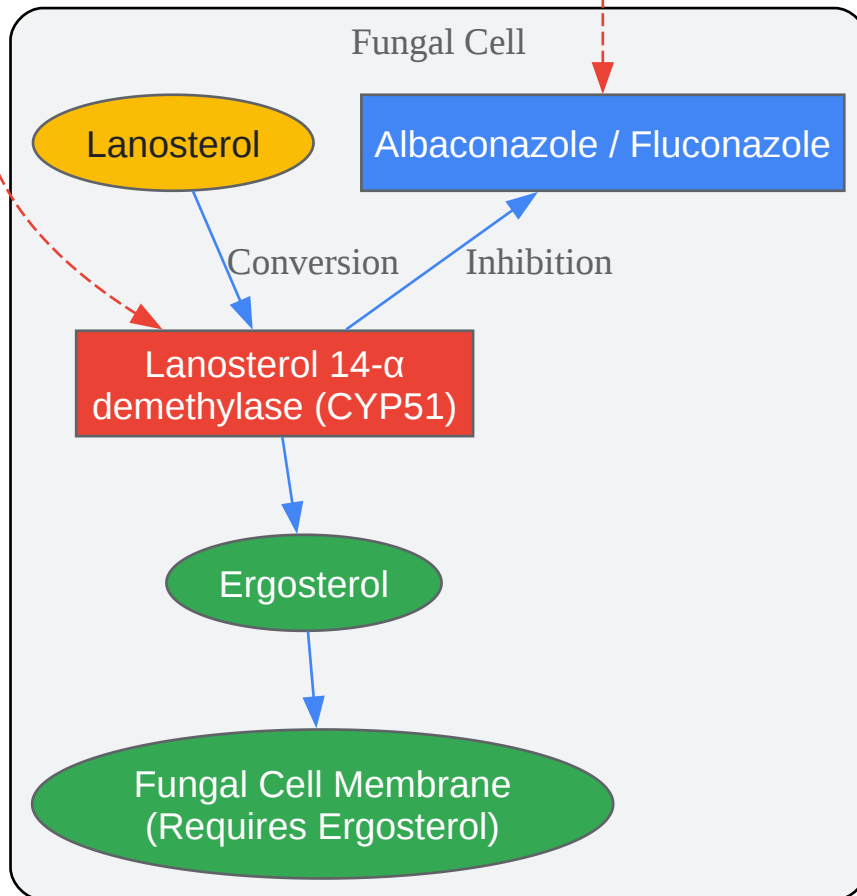 Fungal Cell
Lanosterol
Albaconazole / Fluconazole
Conversion
Inhibition
Lanosterol 14-α
demethylase (CYP51)
Ergosterol
Fungal Cell Membrane
(Requires Ergosterol)